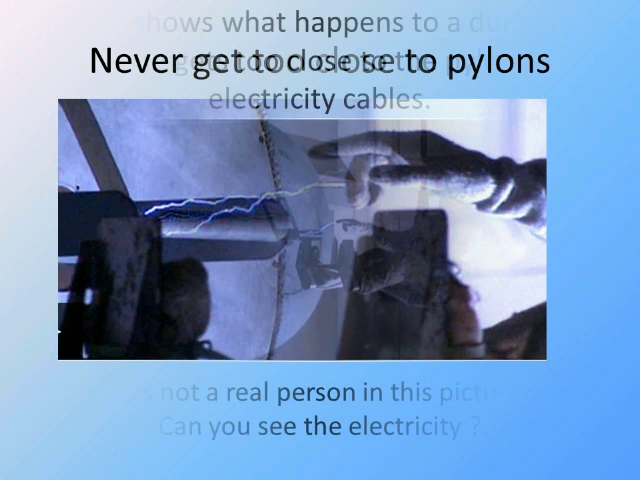 shows what happens to a
Never get too close to pylons
electricity cables.
not a real person in this
Can you see the electricity ?